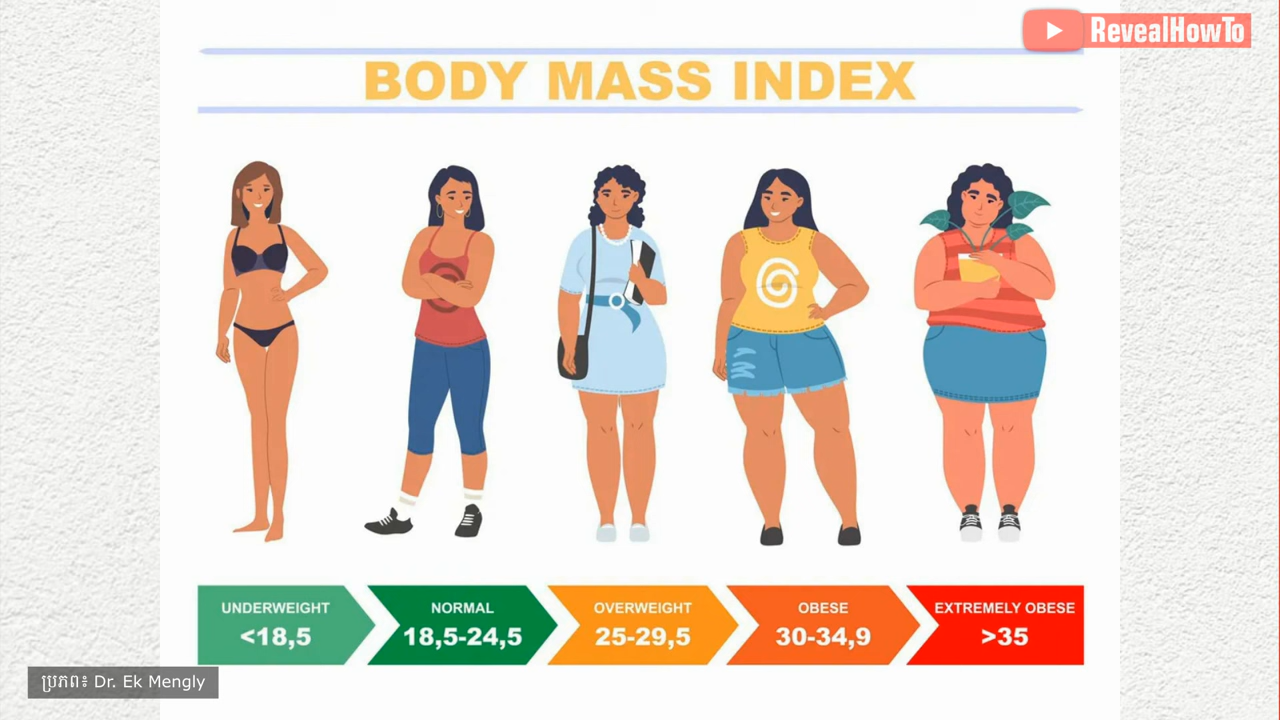 RevealHowTo
BODY MASS INDEX
UNDERWEIGHT
<18,5
NORMAL
18,5-24,5
OVERWEIGHT
25-29,5
OBESE
30-34,9
EXTREMELY OBESE
>35
ប្រភព៖ Dr. Ek Mengly